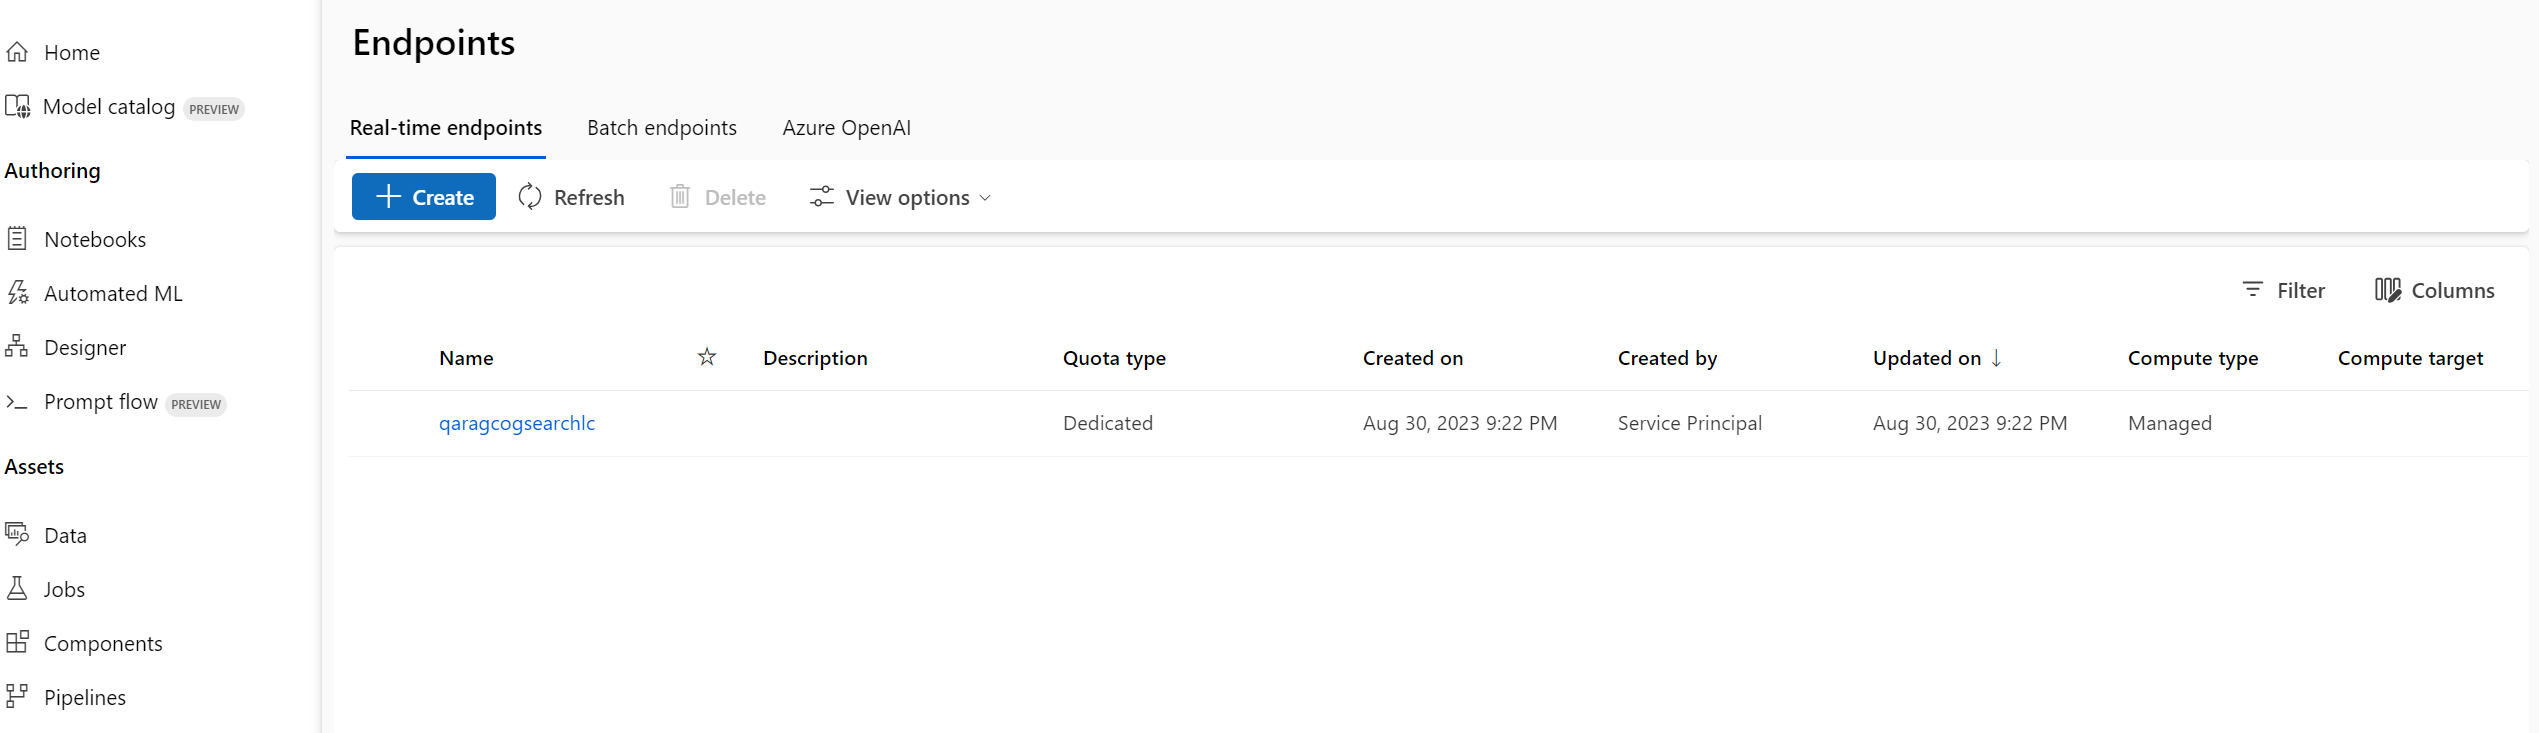 Home
Model catalog PREVIEW
Authoring
Notebooks
Automated ML
Designer
Prompt flow PREVIEW
Assets
Data
Jobs
Components
Pipelines
Endpoints
Real-time endpoints Batch endpoints Azure OpenAI
Create Refresh Delete View options
Filter Columns
Name Description Quota type Created on Created by Updated on Compute type Compute target
qaragcogsearchlc Dedicated Aug 30, 2023 9:22 PM Service Principal Aug 30, 2023 9:22 PM Managed